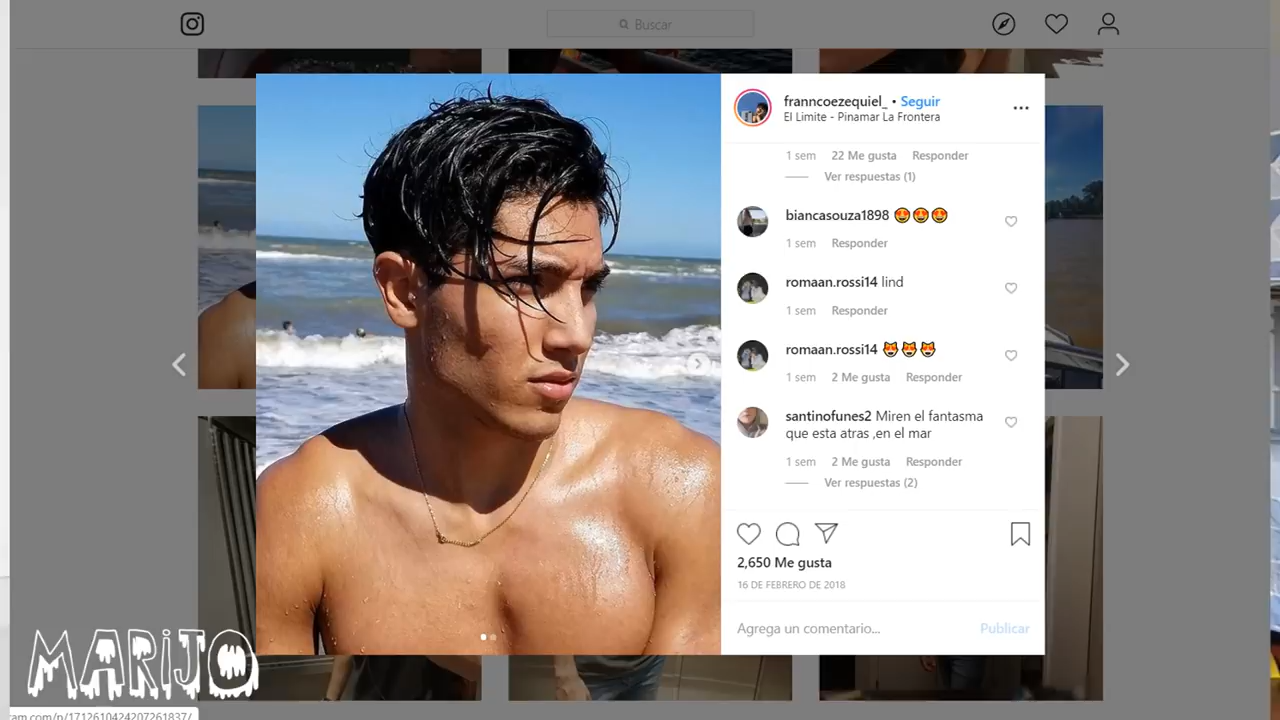 Buscar
franncoezequiel_ • Seguir
El Limite - Pinamar La Frontera
1 sem 22 Me gusta Responder
Ver respuestas (1)
biancasouza1898 😍😍😍
1 sem Responder
romaan.rossi14 lind
1 sem Responder
romaan.rossi14 😻😻😻
1 sem 2 Me gusta Responder
santinofunes2 Miren el fantasma
que esta atras ,en el mar
1 sem 2 Me gusta Responder
Ver respuestas (2)
2,650 Me gusta
16 DE FEBRERO DE 2018
Agrega un comentario... Publicar
MARiJO
ram.com/p/1712610424207261837/